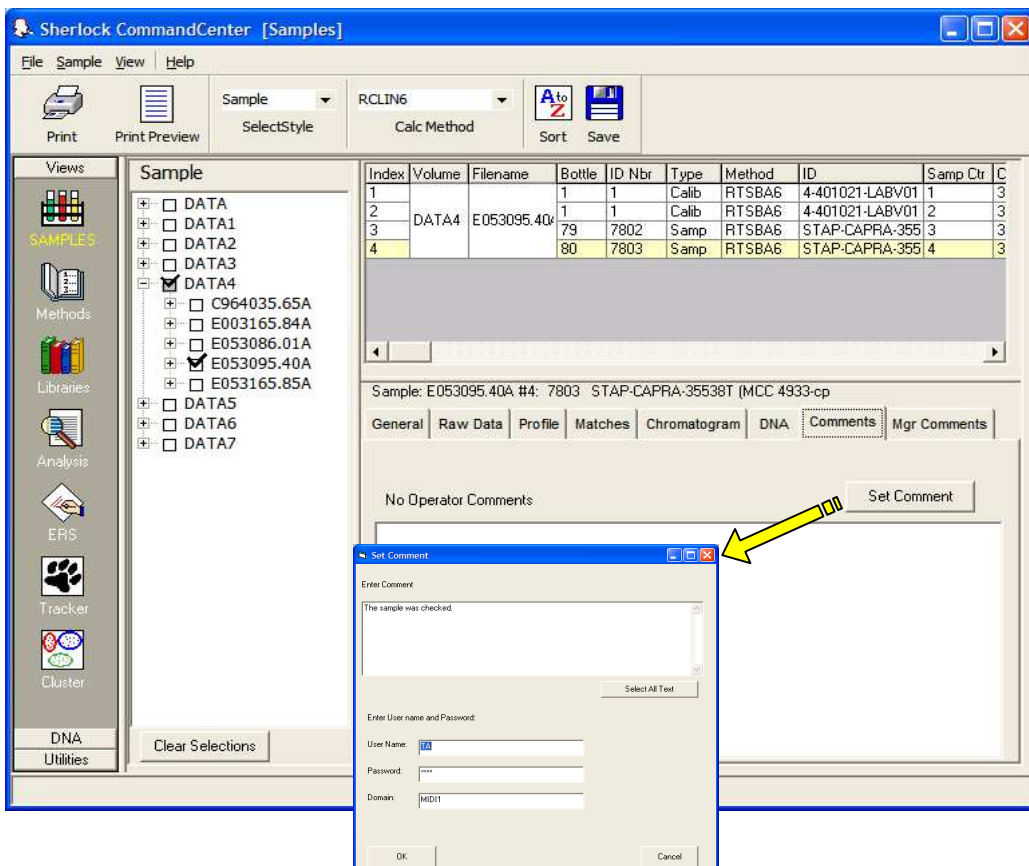 Sherlock CommandCenter [Samples]
File Sample View Help
Print
Print Preview
Sample
SelectStyle
RCLIN6
Calc Method
A to Z
Sort
Save
Views
SAMPLES
Methods
Libraries
Analysis
ERS
Tracker
Cluster
DNA
Utilities
Sample
DATA
DATA1
DATA2
DATA3
DATA4
C964035.65A
E003165.84A
E053086.01A
E053095.40A
E053165.85A
DATA5
DATA6
DATA7
Clear Selections
Index Volume Filename Bottle ID Nbr Type Method ID Samp Ctr C
1 1 1 Calib RTSBA6 4-401021-LABV01 1 3
2 DATA4 E053095.40A 1 1 Calib RTSBA6 4-401021-LABV01 2 3
3 79 7802 Samp RTSBA6 STAP-CAPRA-355 3 3
4 80 7803 Samp RTSBA6 STAP-CAPRA-355 4 3
Sample: E053095.40A #4: 7803 STAP-CAPRA-35538T (MCC 4933-cp
General Raw Data Profile Matches Chromatogram DNA Comments Mgr Comments
No Operator Comments
Set Comment
Set Comment
Enter Comment
The sample was checked.
Select All Text
Enter User name and Password:
User Name: TA
Password: ****
Domain: MIDI1
OK Cancel